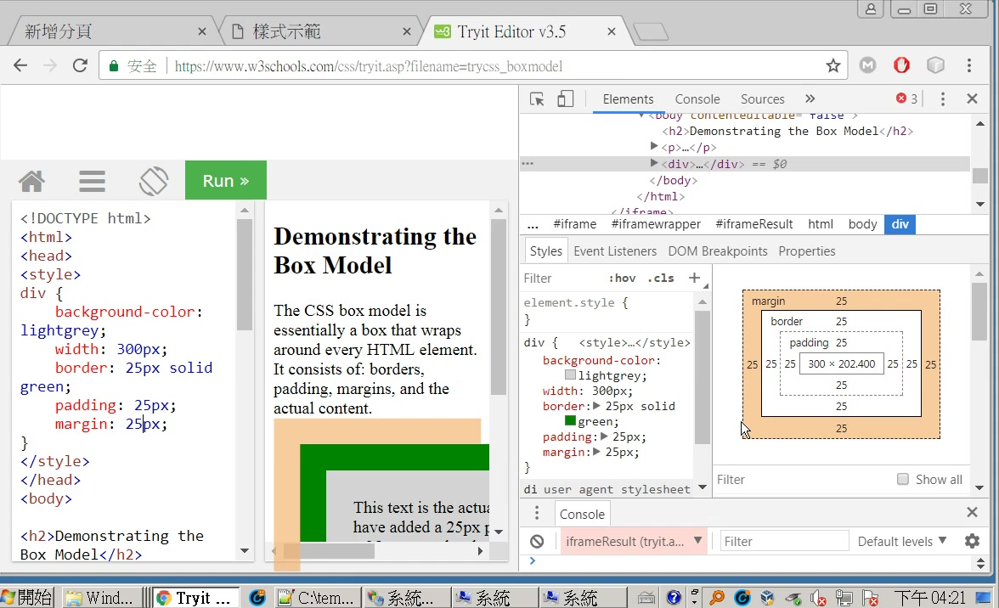 新增分頁
樣式示範
Tryit Editor v3.5
安全
https://www.w3schools.com/css/tryit.asp?filename=trycss_boxmodel
M
Run »
<!DOCTYPE html>
<html>
<head>
<style>
div {
background-color:
lightgrey;
width: 300px;
border: 25px solid
green;
padding: 25px;
margin: 25px;
}
</style>
</head>
<body>
<h2>Demonstrating the
Box Model</h2>
Demonstrating the
Box Model
The CSS box model is
essentially a box that wraps
around every HTML element.
It consists of: borders,
padding, margins, and the
actual content.
This text is the actua
have added a 25px p
Elements Console Sources » 3
<body contenteditable="false">
<h2>Demonstrating the Box Model</h2>
<p>…</p>
<div>…</div> == $0
</body>
</html>
</iframe>
... #iframe #iframewrapper #iframeResult html body div
Styles Event Listeners DOM Breakpoints Properties
Filter :hov .cls +
element.style {
}
div { <style>…</style>
background-color:
lightgrey;
width: 300px;
border: 25px solid
green;
padding: 25px;
margin: 25px;
}
di user agent stylesheet
margin 25
border 25
padding 25
25 25 25 300 × 202.400 25 25 25
25
25
25
Filter Show all
Console
iframeResult (tryit.a... Filter Default levels
>
開始 Wind... Tryit ... C:\tem... 系統... 系統 系統 下午 04:21